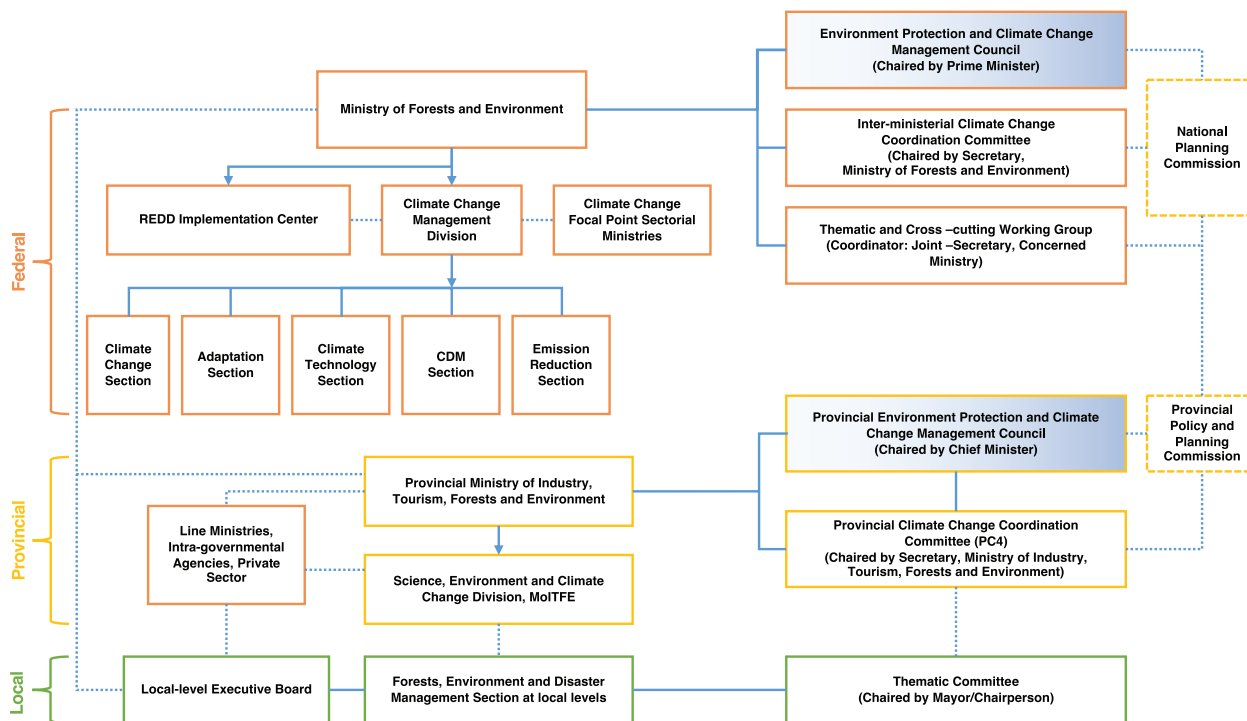 Federal
Ministry of Forests and Environment
Environment Protection and Climate Change
Management Council
(Chaired by Prime Minister)
Inter-ministerial Climate Change
Coordination Committee
(Chaired by Secretary,
Ministry of Forests and Environment)
National
Planning
Commission
REDD Implementation Center
Climate Change
Management
Division
Climate Change
Focal Point Sectorial
Ministries
Thematic and Cross –cutting Working Group
(Coordinator: Joint –Secretary, Concerned
Ministry)
Climate
Change
Section
Adaptation
Section
Climate
Technology
Section
CDM
Section
Emission
Reduction
Section
Provincial
Provincial Environment Protection and Climate
Change Management Council
(Chaired by Chief Minister)
Provincial
Policy and
Planning
Commission
Provincial Ministry of Industry,
Tourism, Forests and Environment
Line Ministries,
Intra-governmental
Agencies, Private
Sector
Provincial Climate Change Coordination
Committee (PC4)
(Chaired by Secretary, Ministry of Industry,
Tourism, Forests and Environment)
Science, Environment and Climate
Change Division, MoITFE
Local
Local-level Executive Board
Forests, Environment and Disaster
Management Section at local levels
Thematic Committee
(Chaired by Mayor/Chairperson)